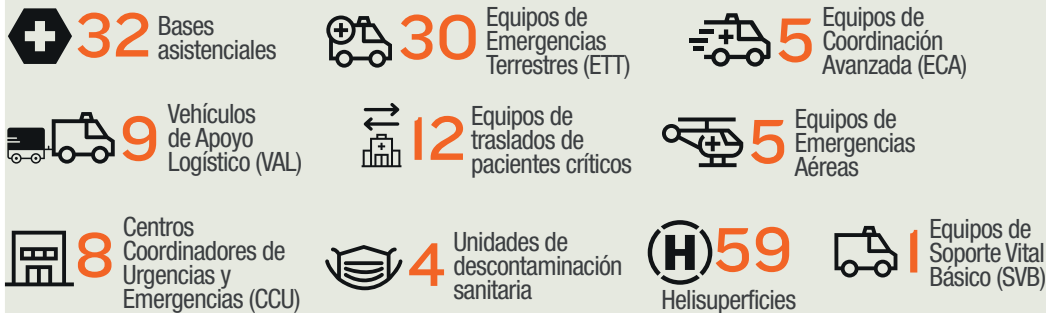 32 Bases
asistenciales
30 Equipos de
Emergencias
Terrestres (ETT)
5 Equipos de
Coordinación
Avanzada (ECA)
9 Vehículos
de Apoyo
Logístico (VAL)
12 Equipos de
traslados de
pacientes críticos
5 Equipos de
Emergencias
Aéreas
8 Centros
Coordinadores de
Urgencias y
Emergencias (CCU)
4 Unidades de
descontaminación
sanitaria
H 59
Helisuperficies
1 Equipos de
Soporte Vital
Básico (SVB)